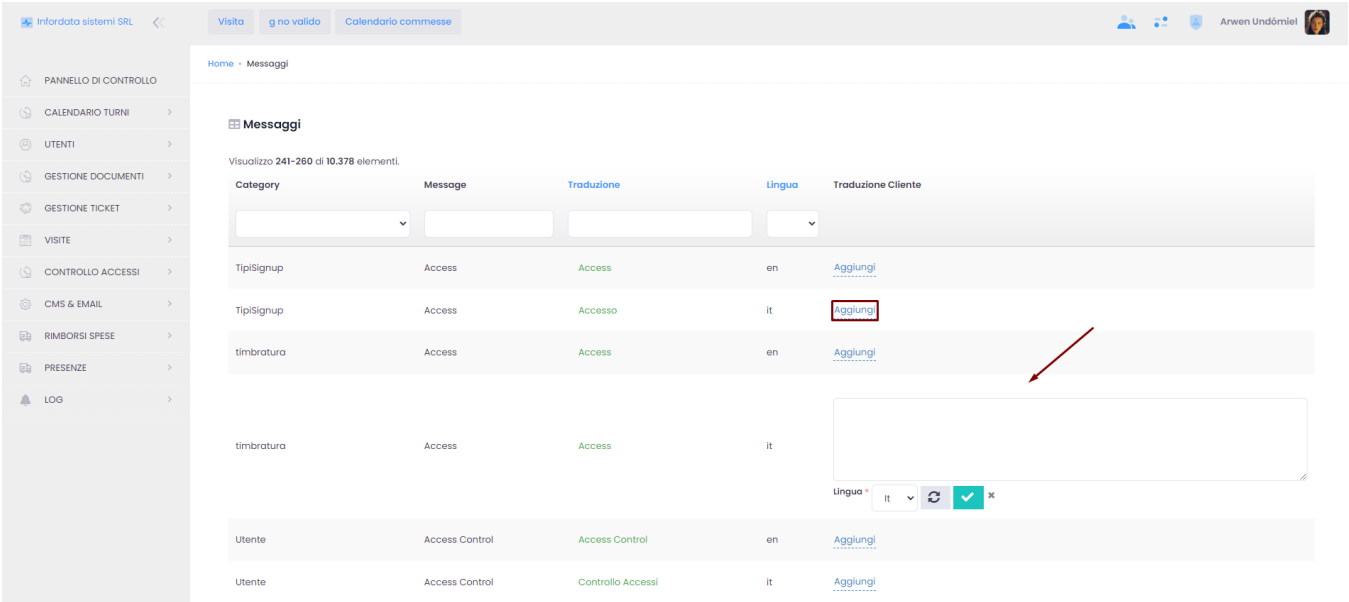 Infordata sistemi SRL
Visita
g no valido
Calendario commesse
Arwen Undómiel
Home • Messaggi
PANNELLO DI CONTROLLO
CALENDARIO TURNI
UTENTI
GESTIONE DOCUMENTI
GESTIONE TICKET
VISITE
CONTROLLO ACCESSI
CMS & EMAIL
RIMBORSI SPESE
PRESENZE
LOG
Messaggi
Visualizzo 241-260 di 10.378 elementi.
Category Message Traduzione Lingua Traduzione Cliente
TipiSignup Access Access en Aggiungi
TipiSignup Access Accesso it Aggiungi
timbratura Access Access en Aggiungi
timbratura Access Access it
Lingua * It
Utente Access Control Access Control en Aggiungi
Utente Access Control Controllo Accessi it Aggiungi